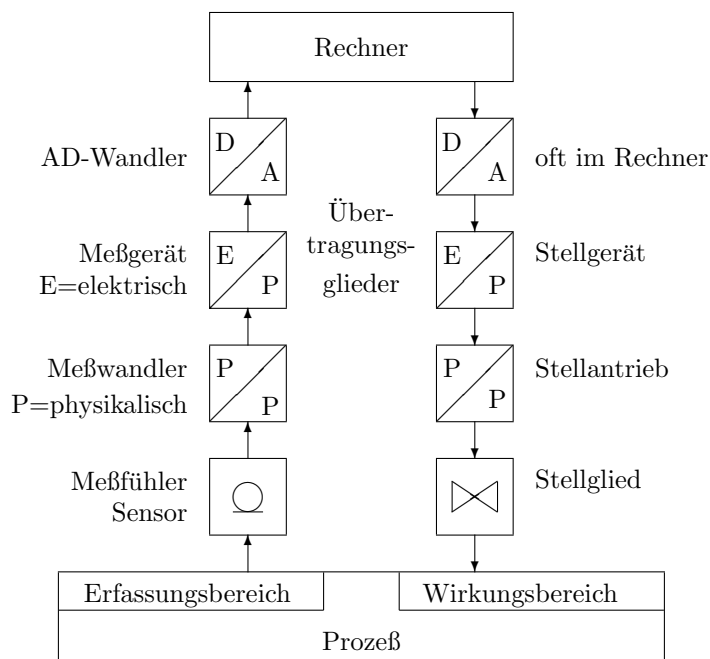 Rechner
AD-Wandler
D
A
D
A
oft im Rechner
Über-
tragungs-
glieder
Meßgerät
E=elektrisch
E
P
E
P
Stellgerät
Meßwandler
P=physikalisch
P
P
P
P
Stellantrieb
Meßfühler
Sensor
Stellglied
Erfassungsbereich
Wirkungsbereich
Prozeß